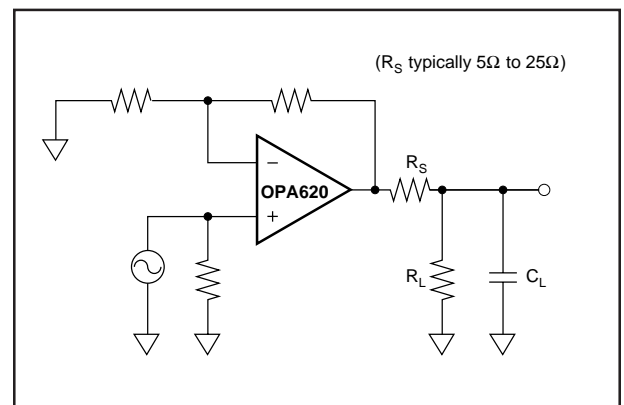 (RS typically 5Ω to 25Ω)
−
OPA620
+
RS
RL
CL